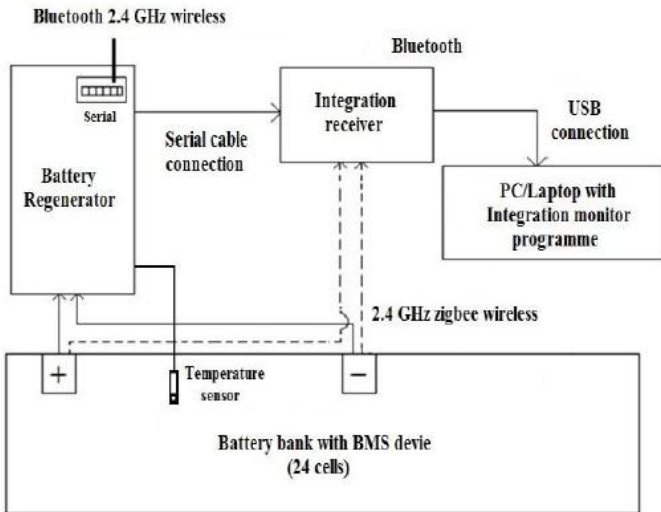 Bluetooth 2.4 GHz wireless
Serial
Battery
Regenerator
Serial cable
connection
Bluetooth
Integration
receiver
USB
connection
PC/Laptop with
Integration monitor
programme
2.4 GHz zigbee wireless
+
−
Temperature
sensor
Battery bank with BMS devie
(24 cells)